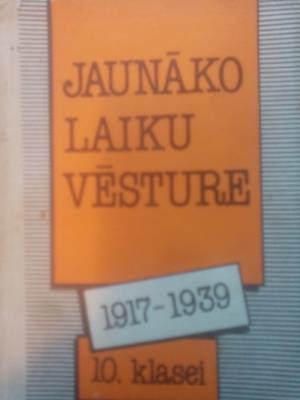 JAUNĀKO
LAIKU
VĒSTURE
1917-1939
10. klasei